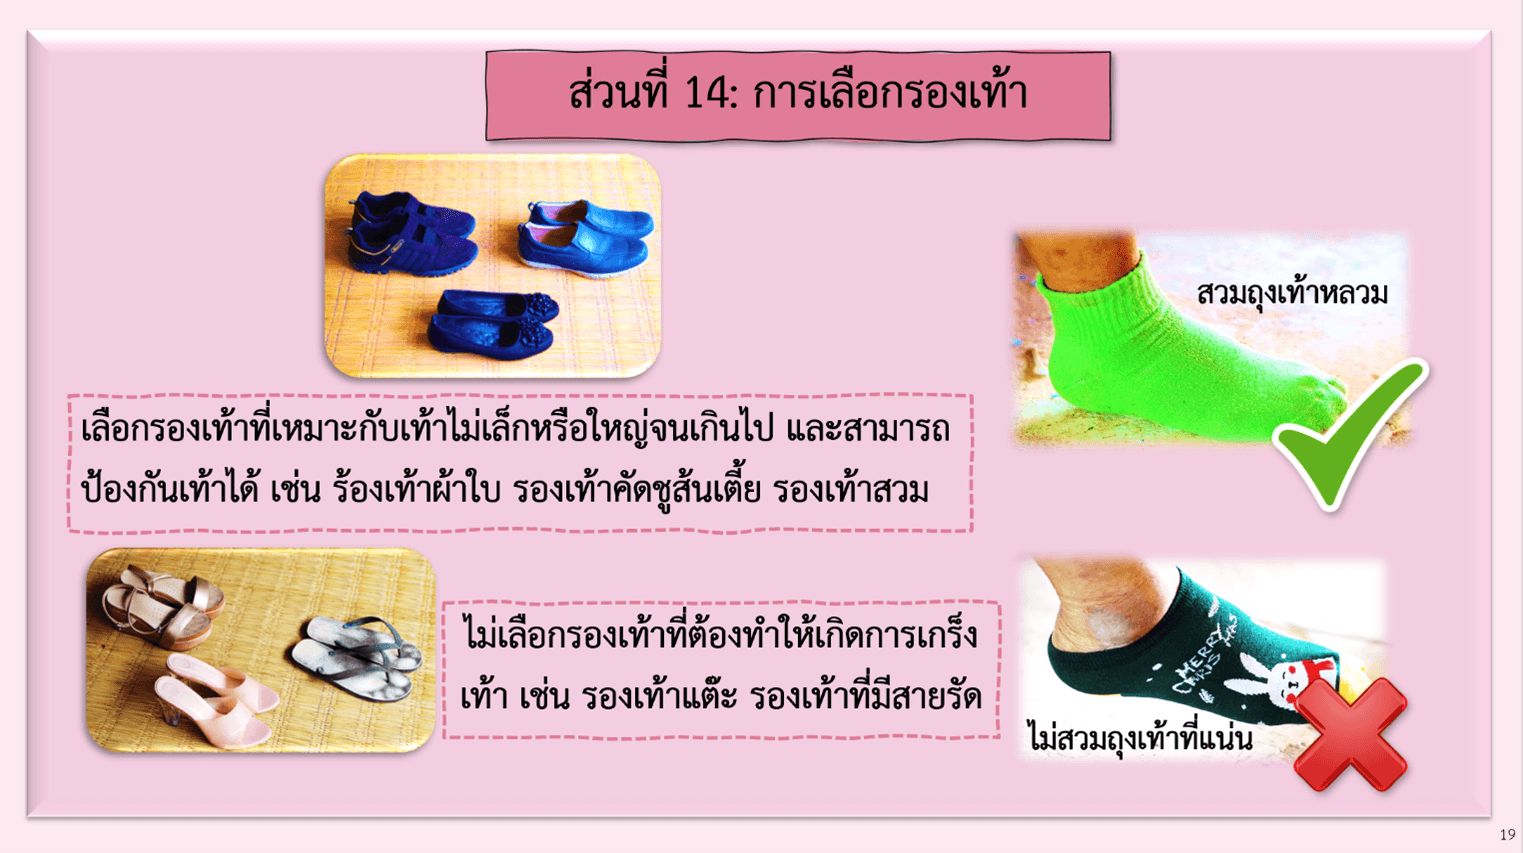 ส่วนที่ 14: การเลือกรองเท้า
สวมถุงเท้าหลวม
เลือกรองเท้าที่เหมาะกับเท้าไม่เล็กหรือใหญ่จนเกินไป และสามารถ
ป้องกันเท้าได้ เช่น ร้องเท้าผ้าใบ รองเท้าคัดชูส้นเตี้ย รองเท้าสวม
ไม่เลือกรองเท้าที่ต้องทำให้เกิดการเกร็ง
เท้า เช่น รองเท้าแต๊ะ รองเท้าที่มีสายรัด
MERRY
CHRIS MAS
ไม่สวมถุงเท้าที่แน่น
19